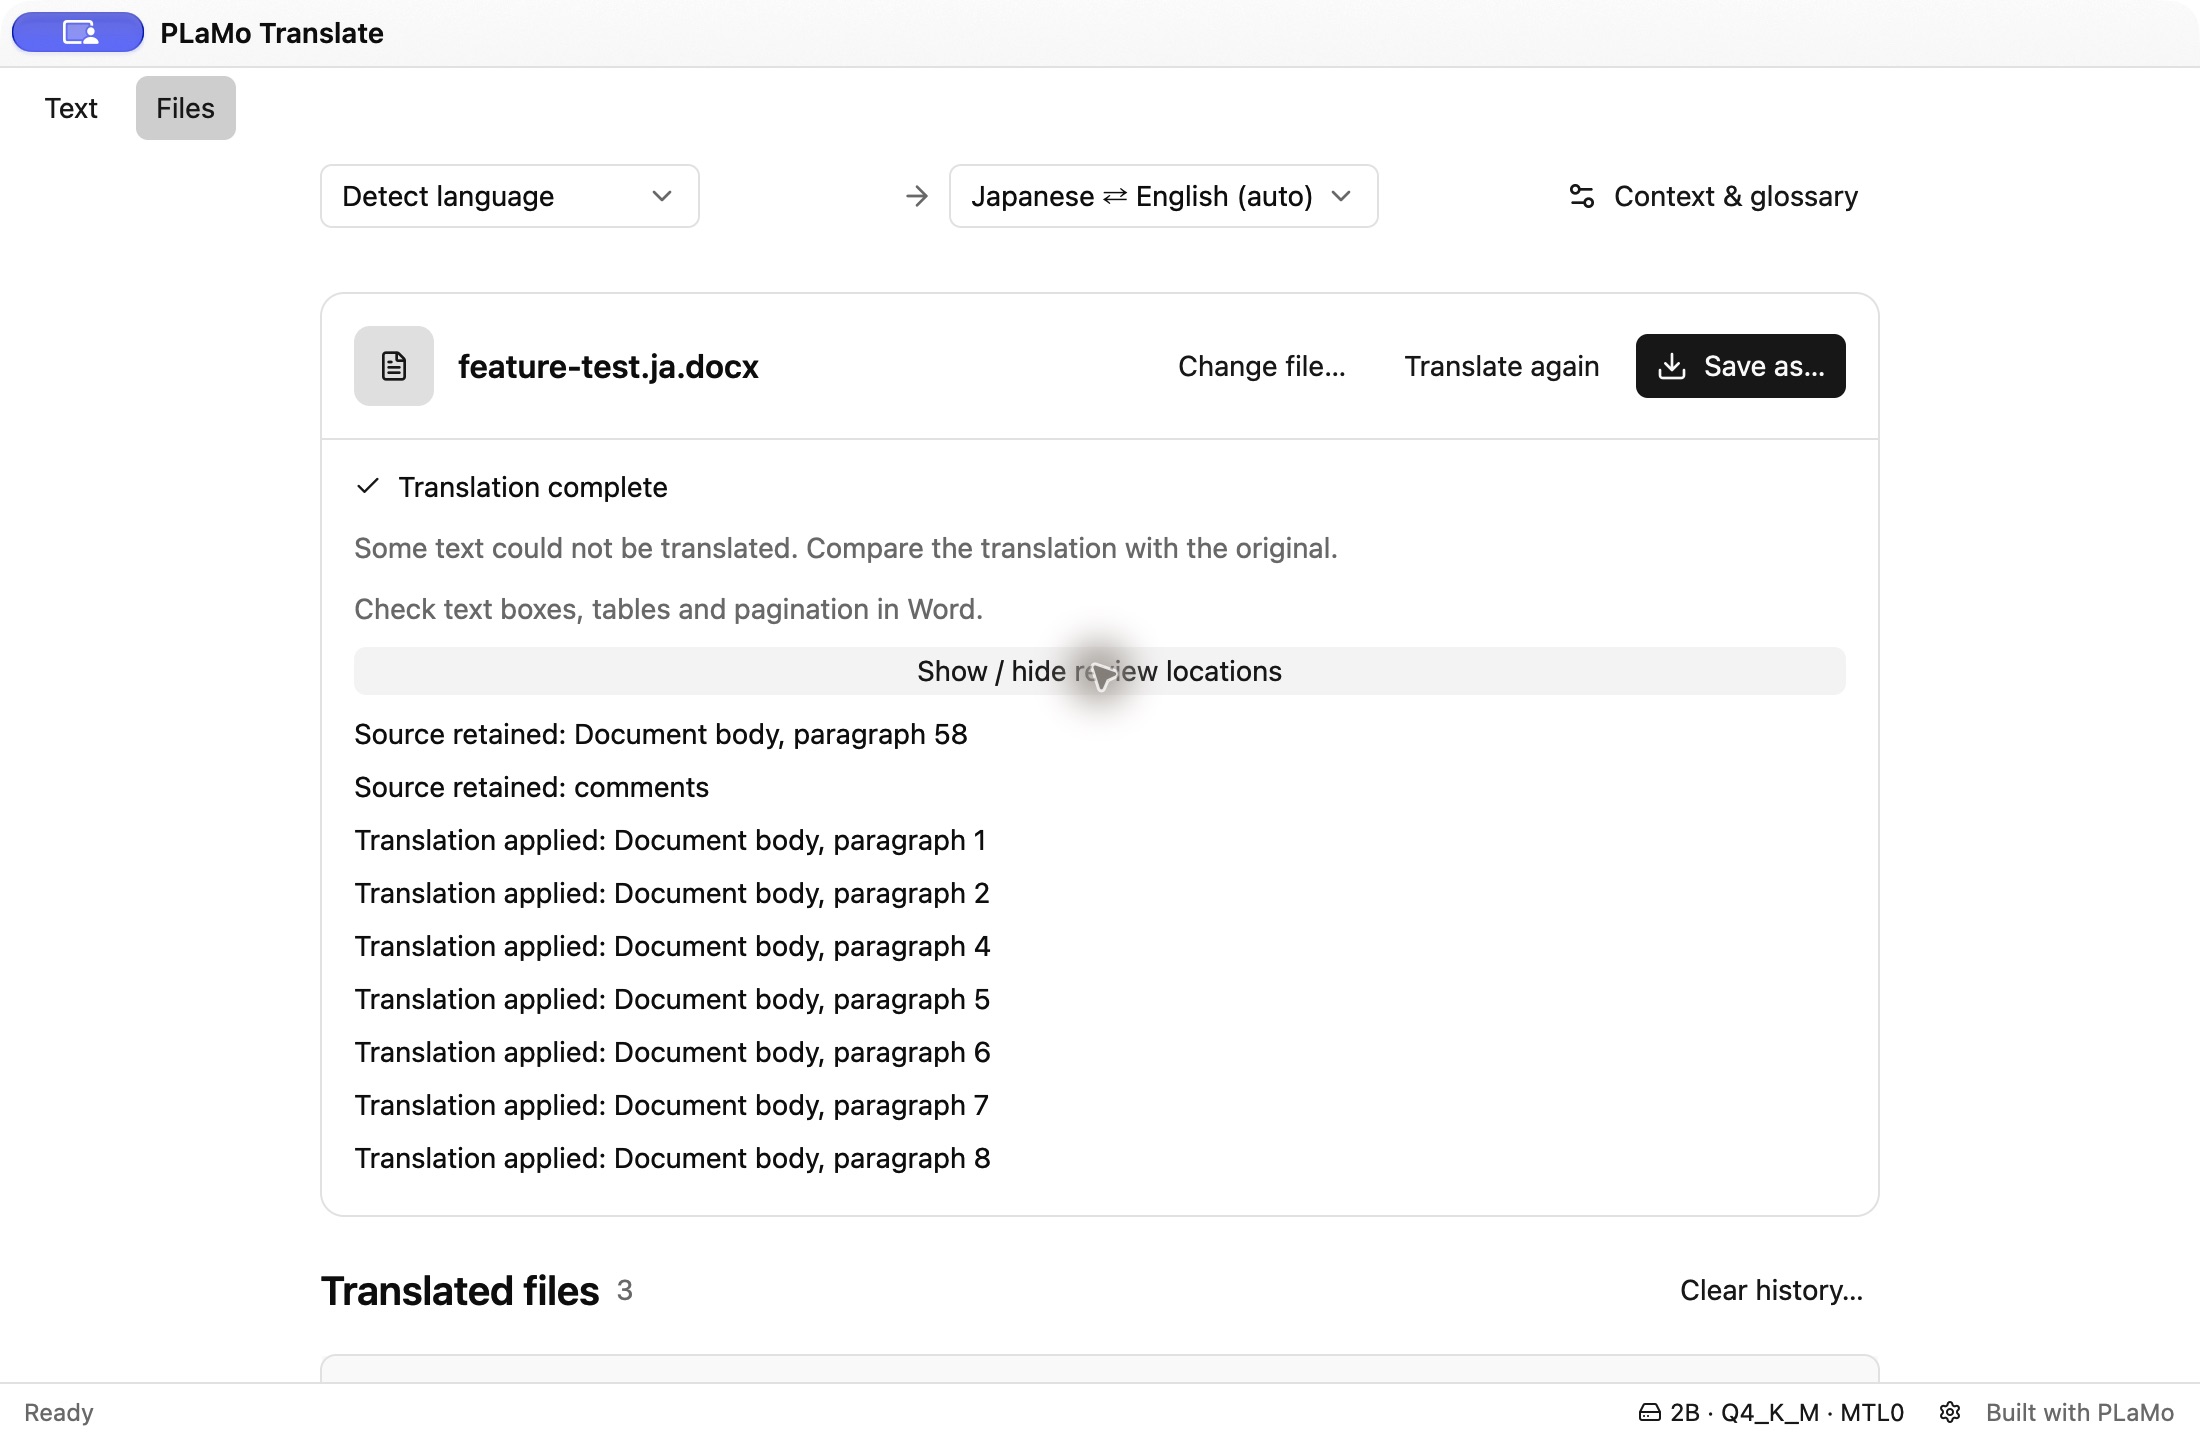 PLaMo Translate
Text
Files
Detect language
→
Japanese ⇄ English (auto)
Context & glossary
feature-test.ja.docx
Change file...
Translate again
Save as...
Translation complete
Some text could not be translated. Compare the translation with the original.
Check text boxes, tables and pagination in Word.
Show / hide review locations
Source retained: Document body, paragraph 58
Source retained: comments
Translation applied: Document body, paragraph 1
Translation applied: Document body, paragraph 2
Translation applied: Document body, paragraph 4
Translation applied: Document body, paragraph 5
Translation applied: Document body, paragraph 6
Translation applied: Document body, paragraph 7
Translation applied: Document body, paragraph 8
Translated files 3
Clear history...
Ready
2B · Q4_K_M · MTL0
Built with PLaMo